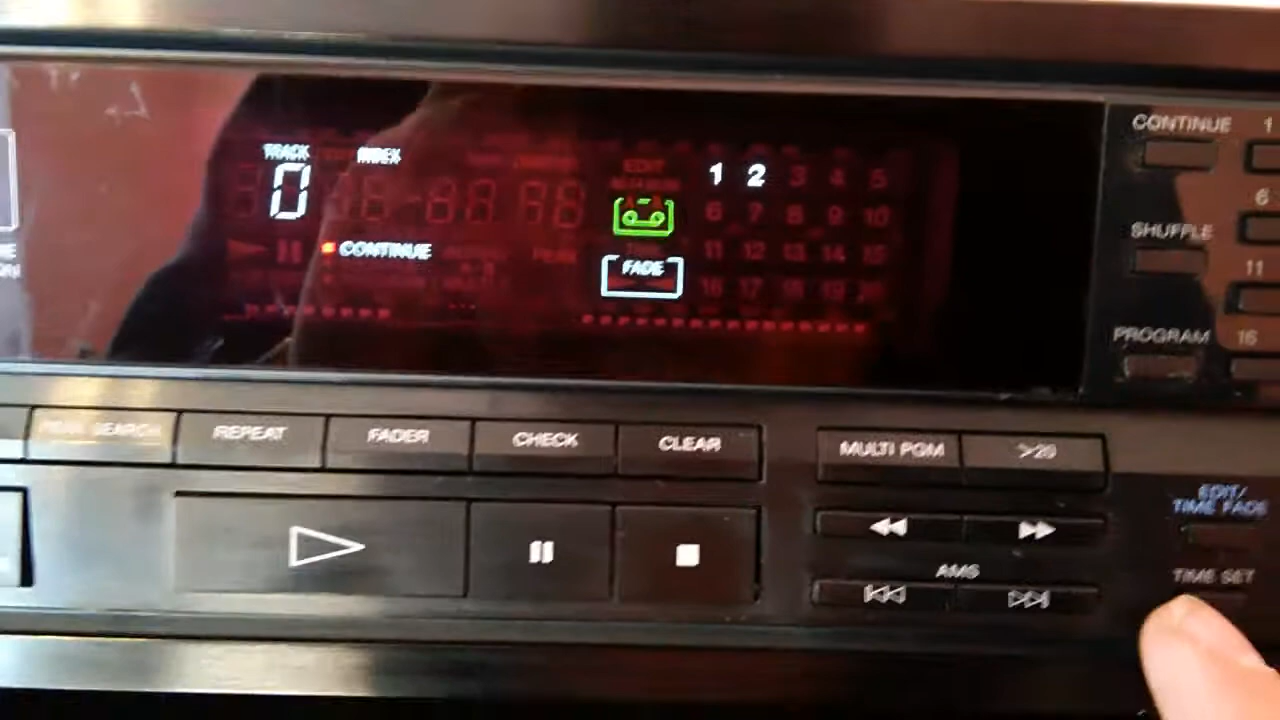 TRACK INDEX
0
1 2 3 4 5
6 7 8 9 10
CONTINUE
11 12 13 14 15
FADE
16 17 18 19 20
CONTINUE 1
6
SHUFFLE
11
PROGRAM 16
PEAK SEARCH REPEAT FADER CHECK CLEAR
MULTI PGM >20
EDIT/
TIME FADE
AMS
TIME SET